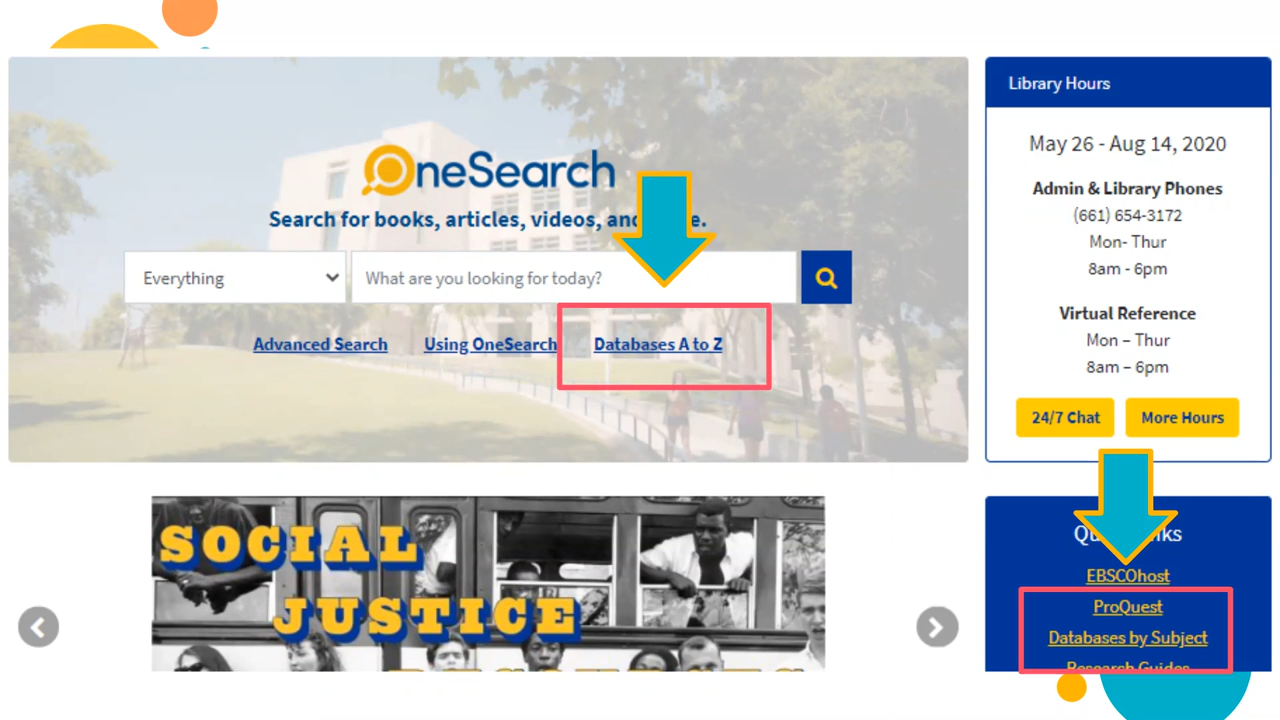 OneSearch
Search for books, articles, videos, and e.
Everything
What are you looking for today?
Advanced Search
Using OneSearch
Databases A to Z
SOCIAL
JUSTICE
Library Hours
May 26 - Aug 14, 2020
Admin & Library Phones
(661) 654-3172
Mon- Thur
8am - 6pm
Virtual Reference
Mon – Thur
8am – 6pm
24/7 Chat
More Hours
EBSCOhost
ProQuest
Databases by Subject
Research Guides